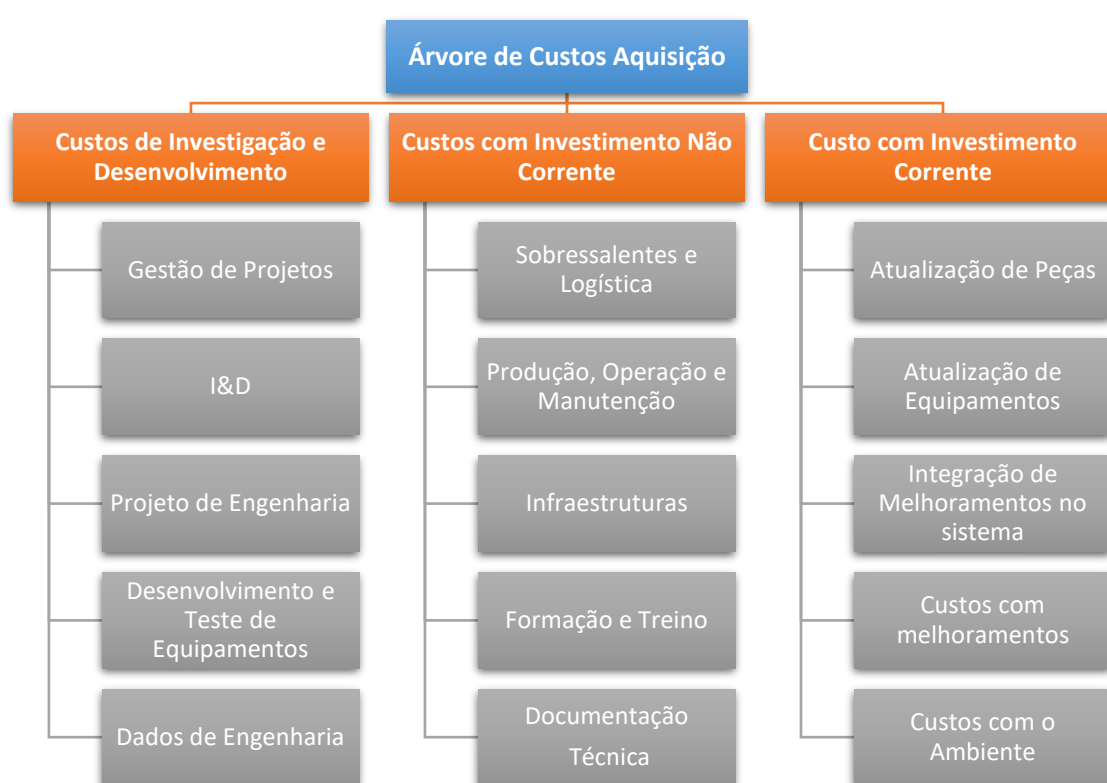 Árvore de Custos Aquisição
Custos de Investigação e
Desenvolvimento
Gestão de Projetos
I&D
Projeto de Engenharia
Desenvolvimento e
Teste de
Equipamentos
Dados de Engenharia
Custos com Investimento Não
Corrente
Sobressalentes e
Logística
Produção, Operação e
Manutenção
Infraestruturas
Formação e Treino
Documentação
Técnica
Custo com Investimento
Corrente
Atualização de Peças
Atualização de
Equipamentos
Integração de
Melhoramentos no
sistema
Custos com
melhoramentos
Custos com o
Ambiente